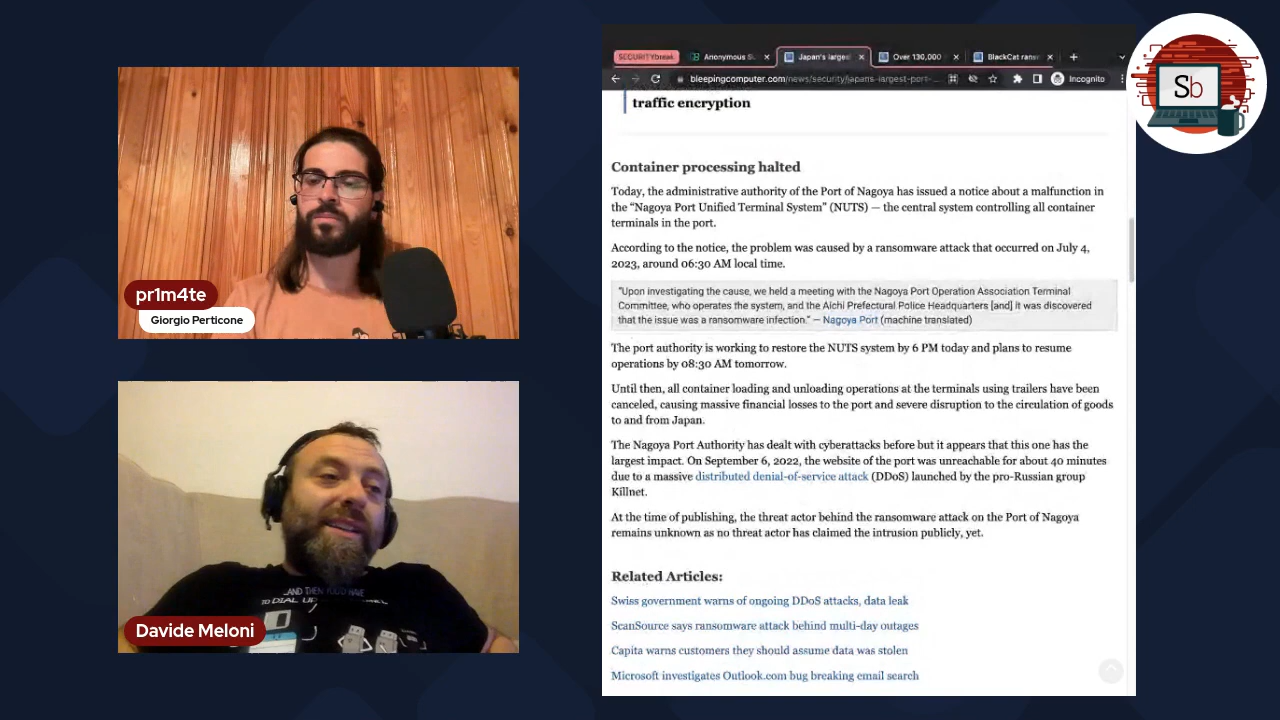 SECURITYbreak
Anonymous S
Japan's larges
Over 130,000
BlackCat rans
bleepingcomputer.com/news/security/japans-largest-port-...
Incognito
Sb
traffic encryption
Container processing halted
Today, the administrative authority of the Port of Nagoya has issued a notice about a malfunction in
the “Nagoya Port Unified Terminal System” (NUTS) — the central system controlling all container
terminals in the port.
According to the notice, the problem was caused by a ransomware attack that occurred on July 4,
2023, around 06:30 AM local time.
"Upon investigating the cause, we held a meeting with the Nagoya Port Operation Association Terminal
Committee, who operates the system, and the Aichi Prefectural Police Headquarters [and] it was discovered
that the issue was a ransomware infection." — Nagoya Port (machine translated)
The port authority is working to restore the NUTS system by 6 PM today and plans to resume
operations by 08:30 AM tomorrow.
Until then, all container loading and unloading operations at the terminals using trailers have been
canceled, causing massive financial losses to the port and severe disruption to the circulation of goods
to and from Japan.
The Nagoya Port Authority has dealt with cyberattacks before but it appears that this one has the
largest impact. On September 6, 2022, the website of the port was unreachable for about 40 minutes
due to a massive distributed denial-of-service attack (DDoS) launched by the pro-Russian group
Killnet.
At the time of publishing, the threat actor behind the ransomware attack on the Port of Nagoya
remains unknown as no threat actor has claimed the intrusion publicly, yet.
Related Articles:
Swiss government warns of ongoing DDoS attacks, data leak
ScanSource says ransomware attack behind multi-day outages
Capita warns customers they should assume data was stolen
Microsoft investigates Outlook.com bug breaking email search
pr1m4te
Giorgio Perticone
...AND THEN YOU'D HAVE
TO DIAL UP
Davide Meloni